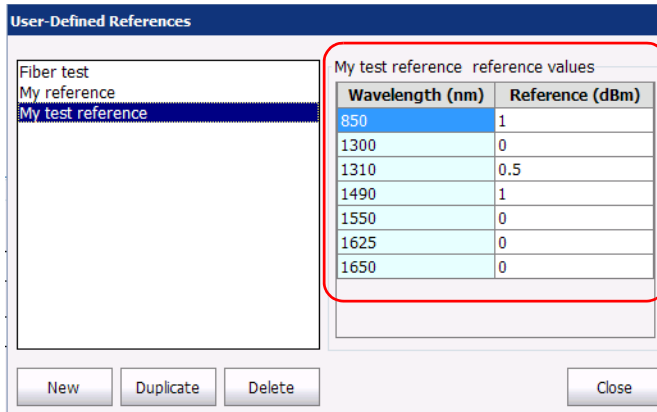 User-Defined References
Fiber test
My reference
My test reference
My test reference reference values
Wavelength (nm) Reference (dBm)
850 1
1300 0
1310 0.5
1490 1
1550 0
1625 0
1650 0
New Duplicate Delete Close